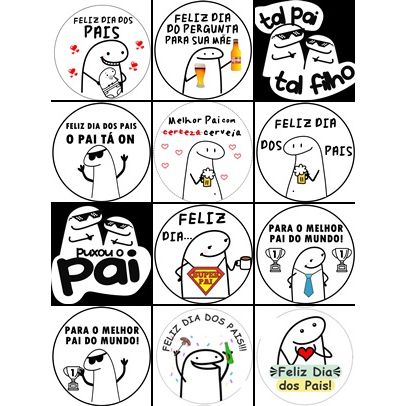 FELIZ DIA DOS
PAIS
FELIZ DIA
DO PERGUNTA
PARA SUA MÃE
tal pai
tal filho
FELIZ DIA DOS PAIS
O PAI TÁ ON
Melhor Pai com
certeza cerveja
FELIZ DIA
DOS PAIS
PUXOU O
pai
FELIZ
DIA...
SUPER
PAI
PARA O MELHOR
PAI DO MUNDO!
1
1
PARA O MELHOR
PAI DO MUNDO!
1
FELIZ DIA DOS PAIS!!!
Feliz Dia
dos Pais!